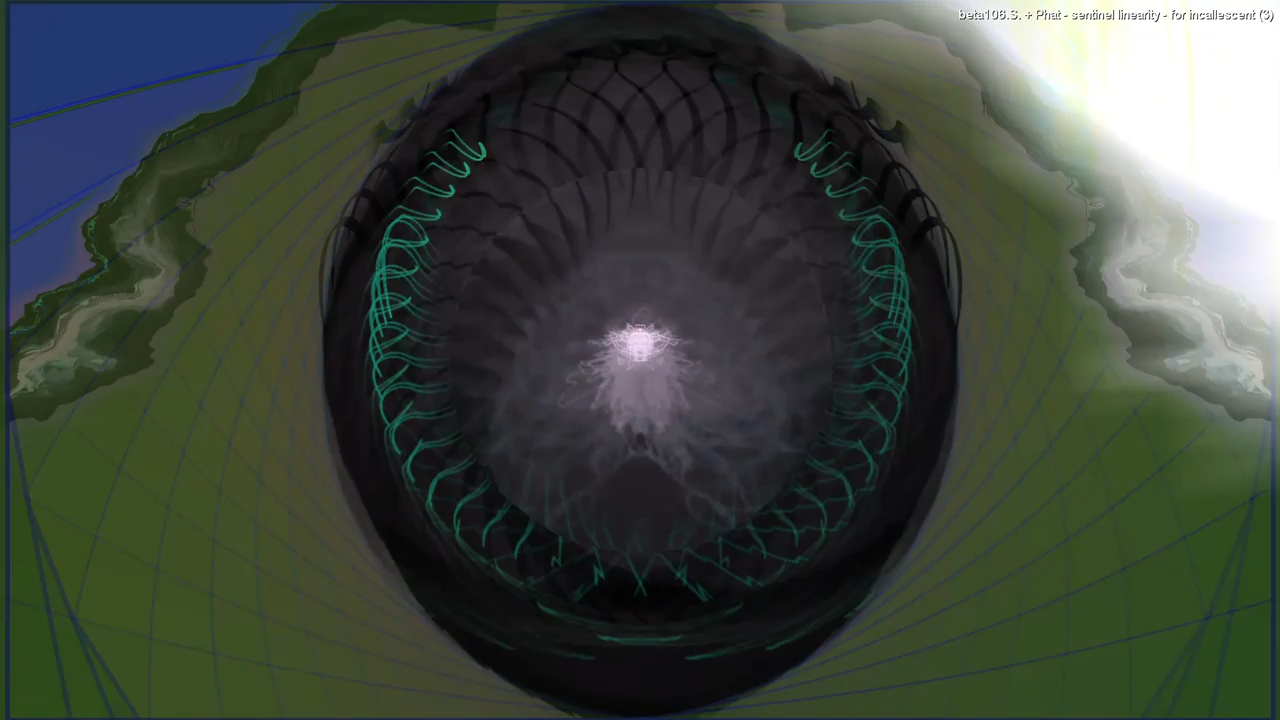 beta106.S. + Phat - sentinel linearity - for incallescent (3)